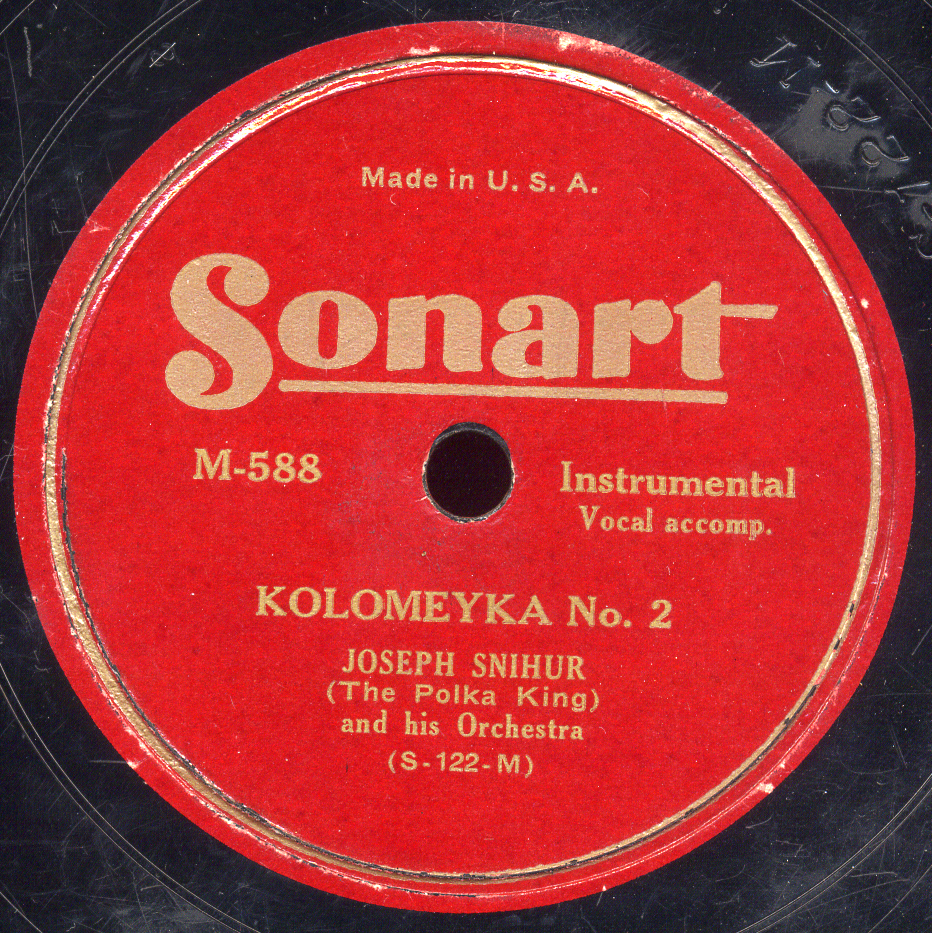 Made in U. S. A.
Sonart
M-588
Instrumental
Vocal accomp.
KOLOMEYKA No. 2
JOSEPH SNIHUR
(The Polka King)
and his Orchestra
(S-122-M)